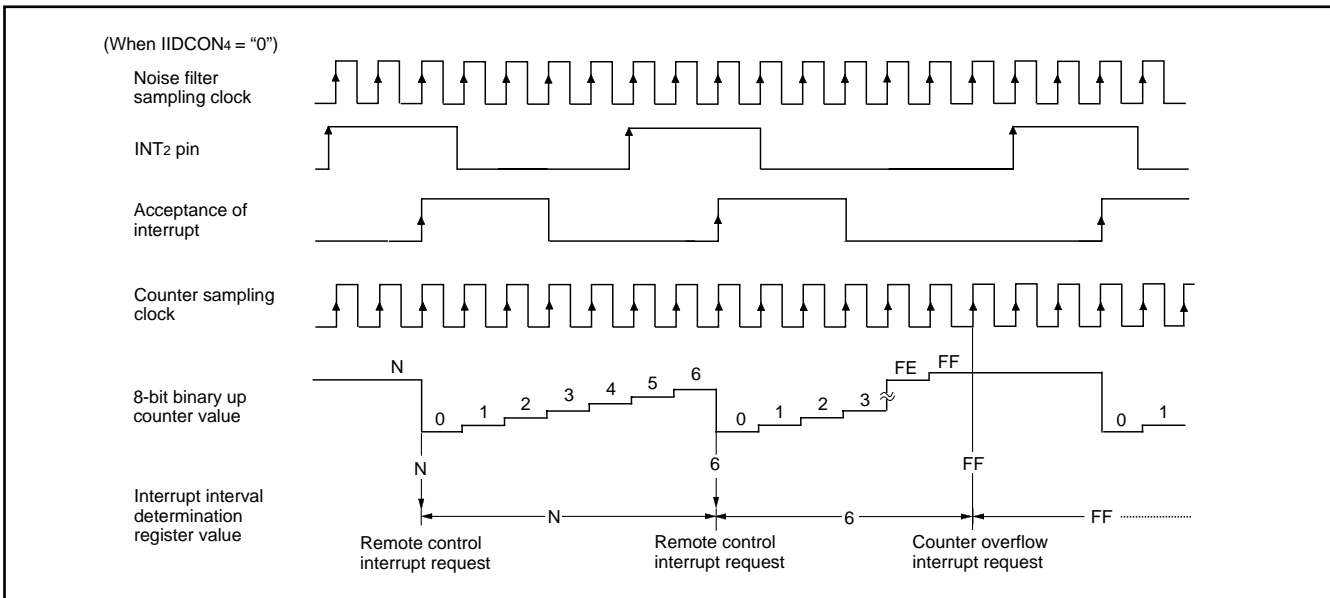 (When IIDCON4 = “0”)
Noise filter
sampling clock
INT2 pin
Acceptance of
interrupt
Counter sampling
clock
8-bit binary up
counter value
N
0
1
2
3
4
5
6
0
1
2
3
FE
FF
0
1
N
6
FF
Interrupt interval
determination
register value
N
6
FF
Remote control
interrupt request
Remote control
interrupt request
Counter overflow
interrupt request